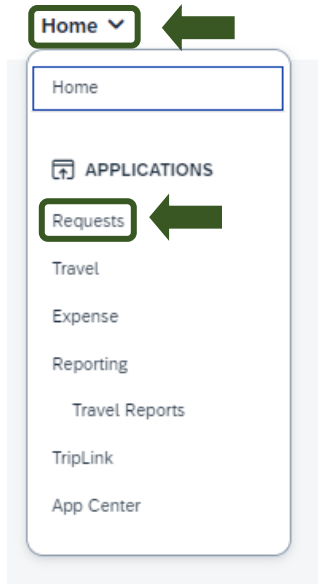 Home
Home
APPLICATIONS
Requests
Travel
Expense
Reporting
Travel Reports
TripLink
App Center